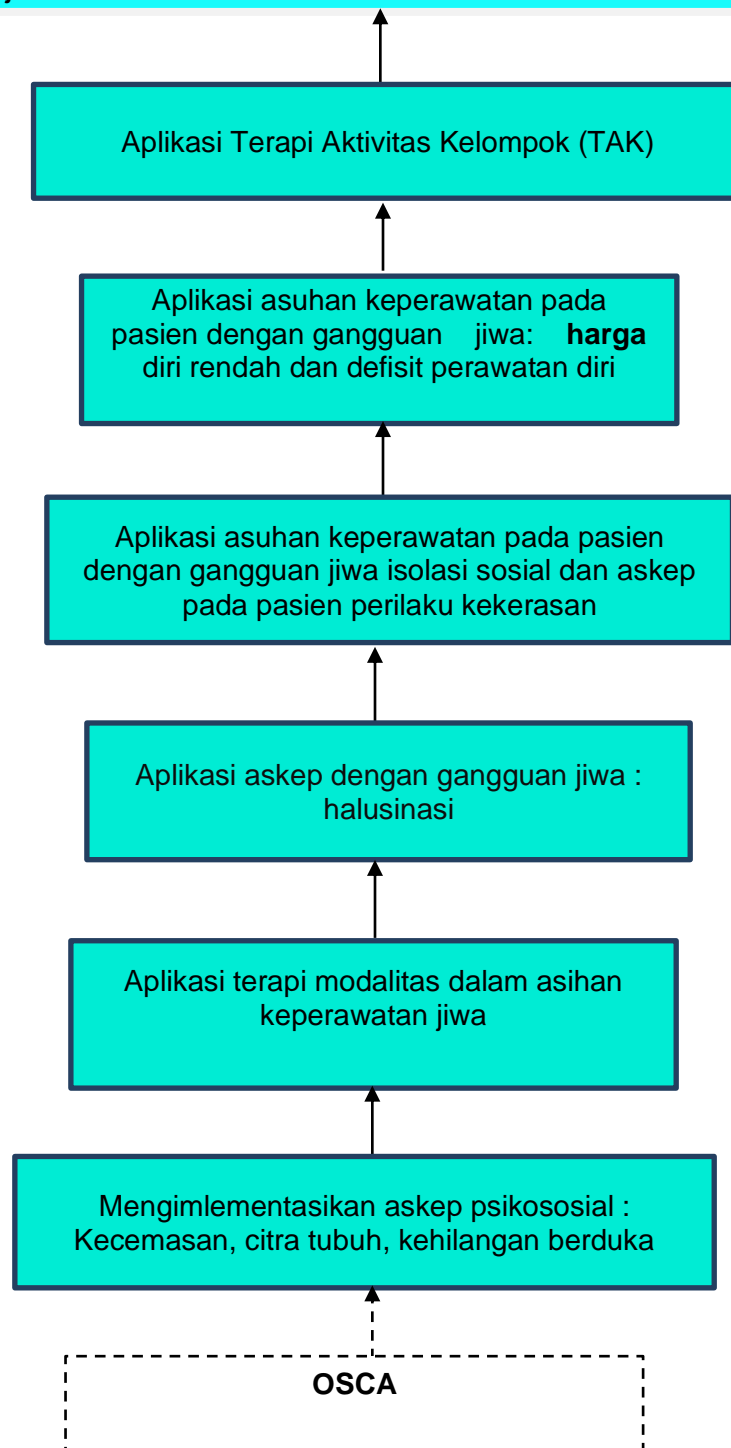 Aplikasi Terapi Aktivitas Kelompok (TAK)
Aplikasi asuhan keperawatan pada
pasien dengan gangguan jiwa: harga
diri rendah dan defisit perawatan diri
Aplikasi asuhan keperawatan pada pasien
dengan gangguan jiwa isolasi sosial dan askep
pada pasien perilaku kekerasan
Aplikasi askep dengan gangguan jiwa :
halusinasi
Aplikasi terapi modalitas dalam asihan
keperawatan jiwa
Mengimlementasikan askep psikososial :
Kecemasan, citra tubuh, kehilangan berduka
OSCA